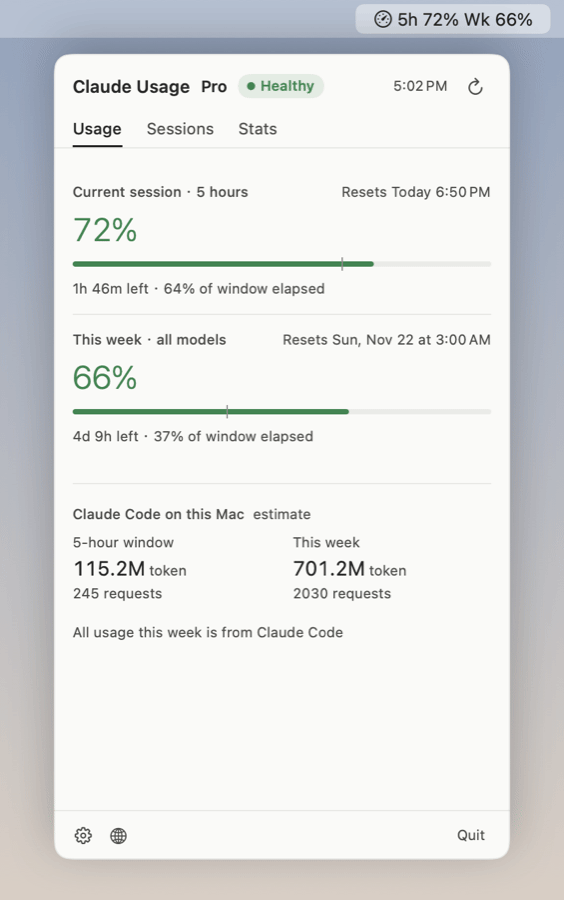 5h 72% Wk 66%
Claude Usage Pro Healthy 5:02 PM
Usage Sessions Stats
Current session · 5 hours Resets Today 6:50 PM
72%
1h 46m left · 64% of window elapsed
This week · all models Resets Sun, Nov 22 at 3:00 AM
66%
4d 9h left · 37% of window elapsed
Claude Code on this Mac estimate
5-hour window This week
115.2M token 701.2M token
245 requests 2030 requests
All usage this week is from Claude Code
Quit